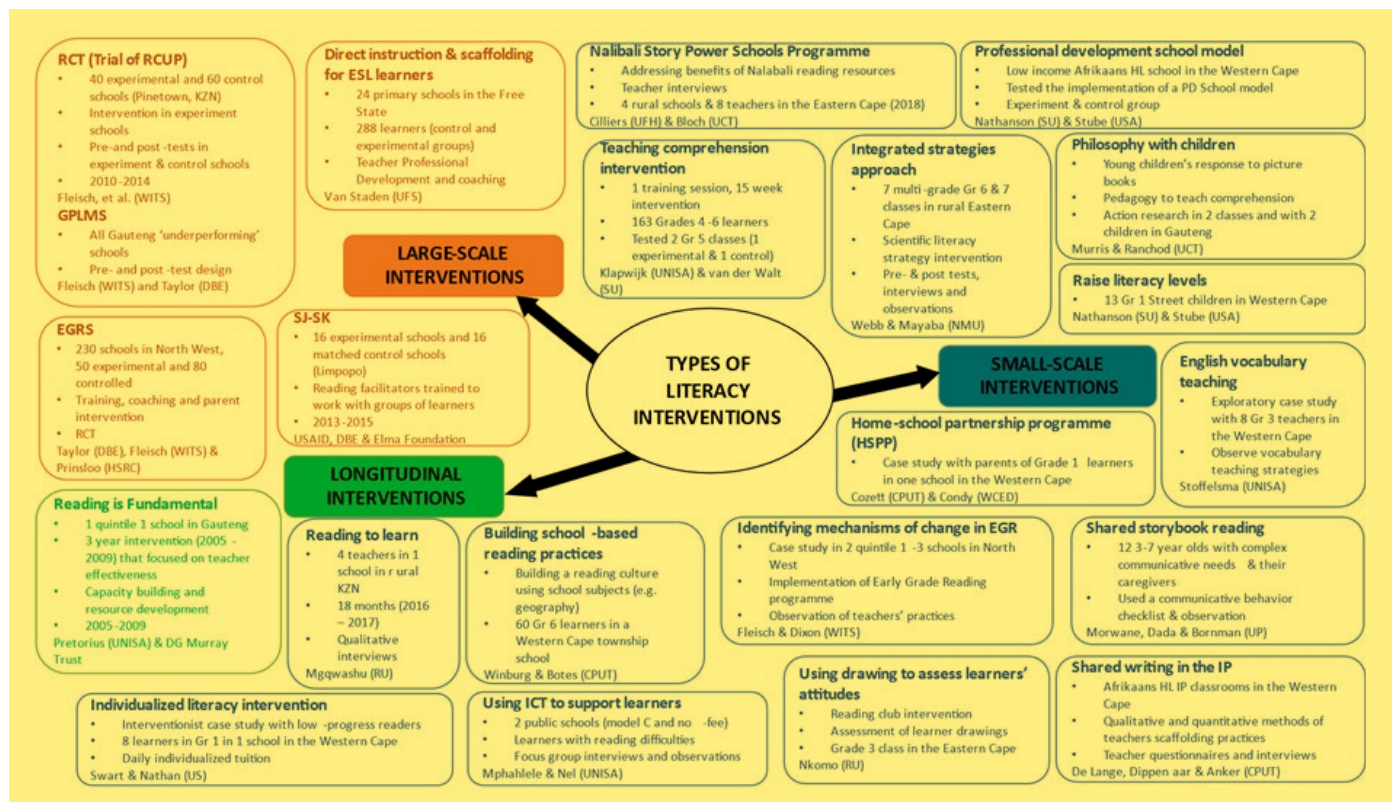 RCT (Trial of RCUP)
• 40 experimental and 60 control
schools (Pinetown, KZN)
• Intervention in experiment
schools
• Pre-and post -tests in
experiment & control schools
• 2010-2014
Fleisch, et al. (WITS)
GPLMS
• All Gauteng ‘underperforming’
schools
• Pre- and post -test design
Fleisch (WITS) and Taylor (DBE)
Direct instruction & scaffolding
for ESL learners
• 24 primary schools in the Free
State
• 288 learners (control and
experimental groups)
• Teacher Professional
Development and coaching
Van Staden (UFS)
Nalibali Story Power Schools Programme
• Addressing benefits of Nalabali reading resources
• Teacher interviews
• 4 rural schools & 8 teachers in the Eastern Cape (2018)
Cilliers (UFH) & Bloch (UCT)
Professional development school model
• Low income Afrikaans HL school in the Western Cape
• Tested the implementation of a PD School model
• Experiment & control group
Nathanson (SU) & Stube (USA)
Teaching comprehension
intervention
• 1 training session, 15 week
intervention
• 163 Grades 4 -6 learners
• Tested 2 Gr 5 classes (1
experimental & 1 control)
Klapwijk (UNISA) & van der Walt
(SU)
Integrated strategies
approach
• 7 multi -grade Gr 6 & 7
classes in rural Eastern
Cape
• Scientific literacy
strategy intervention
• Pre- & post tests,
interviews and
observations
Webb & Mayaba (NMU)
Philosophy with children
• Young children’s response to picture
books
• Pedagogy to teach comprehension
• Action research in 2 classes and with 2
children in Gauteng
Murris & Ranchod (UCT)
Raise literacy levels
• 13 Gr 1 Street children in Western Cape
Nathanson (SU) & Stube (USA)
LARGE-SCALE
INTERVENTIONS
EGRS
• 230 schools in North West,
50 experimental and 80
controlled
• Training, coaching and parent
intervention
• RCT
Taylor (DBE), Fleisch (WITS) &
Prinsloo (HSRC)
SJ-SK
• 16 experimental schools and 16
matched control schools
(Limpopo)
• Reading facilitators trained to
work with groups of learners
• 2013-2015
USAID, DBE & Elma Foundation
TYPES OF
LITERACY
INTERVENTIONS
SMALL-SCALE
INTERVENTIONS
English vocabulary
teaching
• Exploratory case study
with 8 Gr 3 teachers in
the Western Cape
• Observe vocabulary
teaching strategies
Stoffelsma (UNISA)
Home-school partnership programme
(HSPP)
• Case study with parents of Grade 1 learners
in one school in the Western Cape
Cozett (CPUT) & Condy (WCED)
LONGITUDINAL
INTERVENTIONS
Reading is Fundamental
• 1 quintile 1 school in Gauteng
• 3 year intervention (2005 -
2009) that focused on teacher
effectiveness
• Capacity building and
resource development
• 2005-2009
Pretorius (UNISA) & DG Murray
Trust
Reading to learn
• 4 teachers in 1
school in r ural
KZN
• 18 months (2016
– 2017)
• Qualitative
interviews
Mgqwashu (RU)
Building school -based
reading practices
• Building a reading culture
using school subjects (e.g.
geography)
• 60 Gr 6 learners in a
Western Cape township
school
Winburg & Botes (CPUT)
Identifying mechanisms of change in EGR
• Case study in 2 quintile 1 -3 schools in North
West
• Implementation of Early Grade Reading
programme
• Observation of teachers’ practices
Fleisch & Dixon (WITS)
Shared storybook reading
• 12 3-7 year olds with complex
communicative needs & their
caregivers
• Used a communicative behavior
checklist & observation
Morwane, Dada & Bornman (UP)
Individualized literacy intervention
• Interventionist case study with low -progress readers
• 8 learners in Gr 1 in 1 school in the Western Cape
• Daily individualized tuition
Swart & Nathan (US)
Using ICT to support learners
• 2 public schools (model C and no -fee)
• Learners with reading difficulties
• Focus group interviews and observations
Mphahlele & Nel (UNISA)
Using drawing to assess learners’
attitudes
• Reading club intervention
• Assessment of learner drawings
• Grade 3 class in the Eastern Cape
Nkomo (RU)
Shared writing in the IP
• Afrikaans HL IP classrooms in the Western
Cape
• Qualitative and quantitative methods of
teachers scaffolding practices
• Teacher questionnaires and interviews
De Lange, Dippen aar & Anker (CPUT)